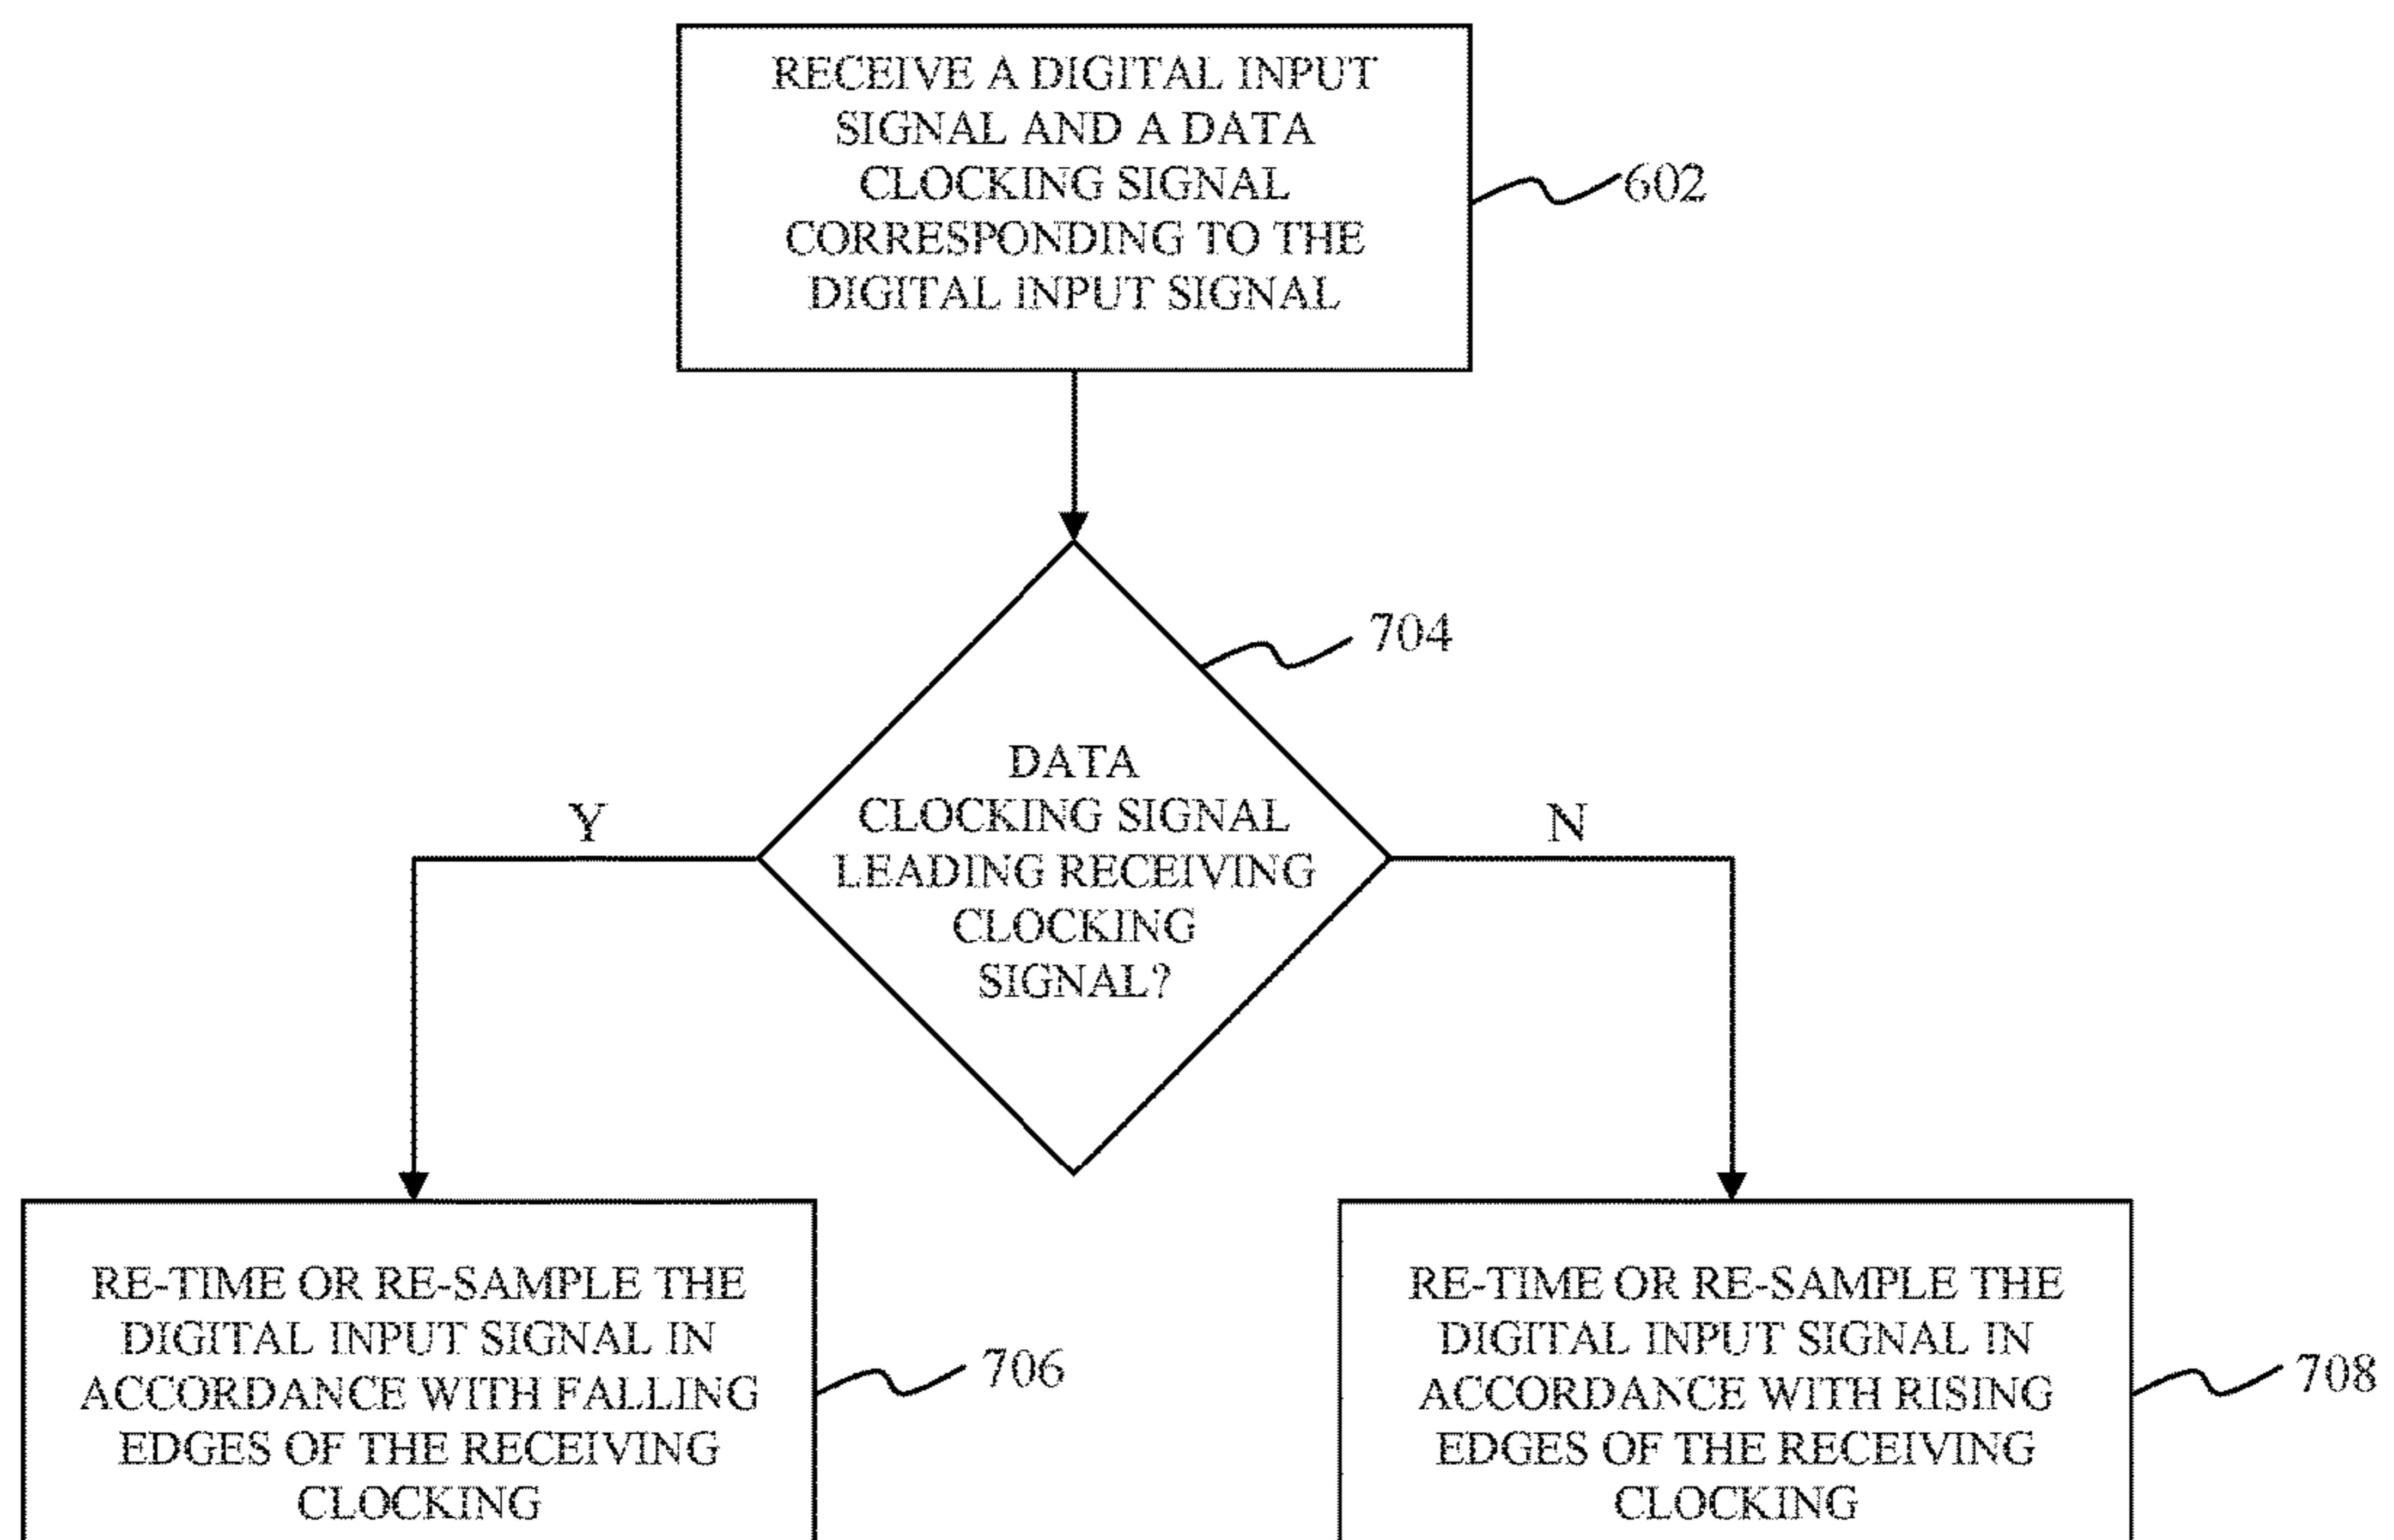 RECEIVE A DIGITAL INPUT
SIGNAL AND A DATA
CLOCKING SIGNAL
CORRESPONDING TO THE
DIGITAL INPUT SIGNAL
602
704
DATA
CLOCKING SIGNAL
LEADING RECEIVING
CLOCKING
SIGNAL?
Y
N
RE-TIME OR RE-SAMPLE THE
DIGITAL INPUT SIGNAL IN
ACCORDANCE WITH FALLING
EDGES OF THE RECEIVING
CLOCKING
706
RE-TIME OR RE-SAMPLE THE
DIGITAL INPUT SIGNAL IN
ACCORDANCE WITH RISING
EDGES OF THE RECEIVING
CLOCKING
708